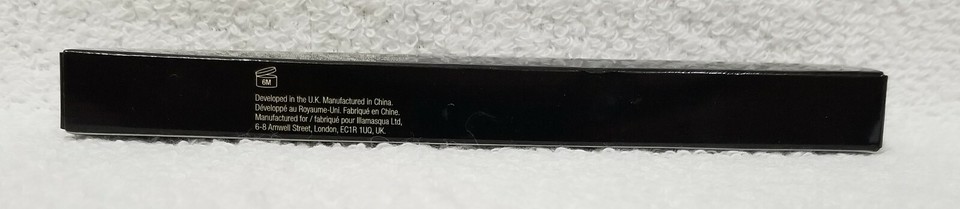 6M
Developed in the U.K. Manufactured in China.
Développé au Royaume-Uni. Fabriqué en Chine.
Manufactured for / fabriqué pour Illamasqua Ltd,
6-8 Amwell Street, London, EC1R 1UQ, UK.